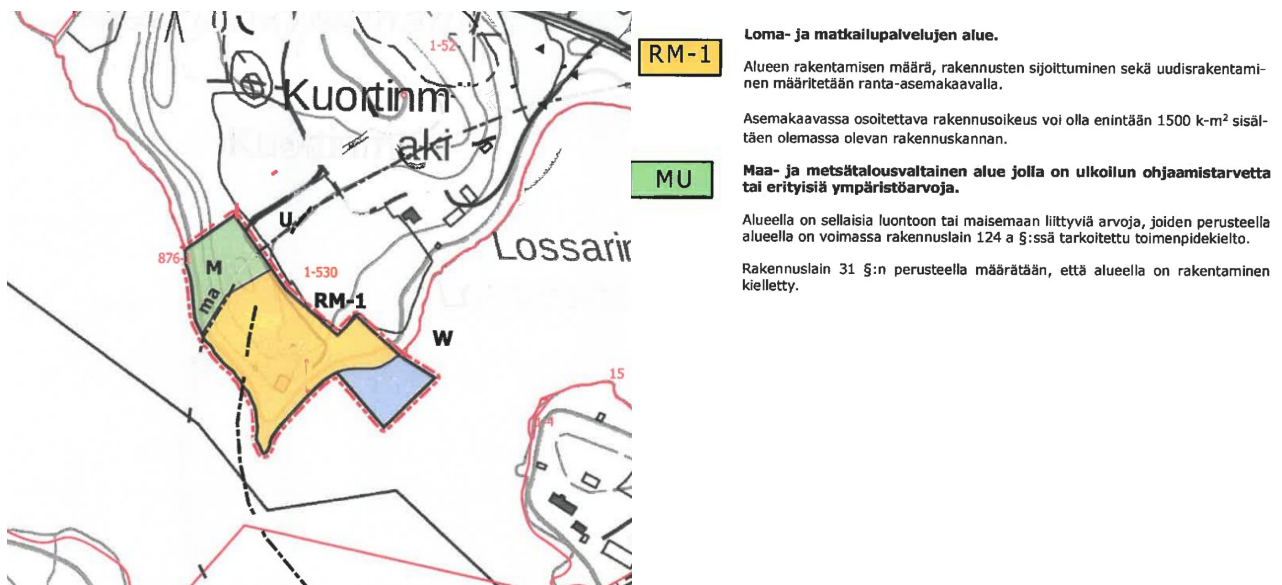 1-52
Kuortinm
aki
U
Lossarin
876-1
M
ma
1-530
RM-1
W
15
4
RM-1
Loma- ja matkailupalvelujen alue.
Alueen rakentamisen määrä, rakennusten sijoittuminen sekä uudisrakentami-
nen määritetään ranta-asemakaavalla.
Asemakaavassa osoitettava rakennusoikeus voi olla enintään 1500 k-m² sisäl-
täen olemassa olevan rakennuskannan.
MU
Maa- ja metsätalousvaltainen alue jolla on ulkoilun ohjaamistarvetta
tai erityisiä ympäristöarvoja.
Alueella on sellaisia luontoon tai maisemaan liittyviä arvoja, joiden perusteella
alueella on voimassa rakennuslain 124 a §:ssä tarkoitettu toimenpidekielto.
Rakennuslain 31 §:n perusteella määrätään, että alueella on rakentaminen
kielletty.